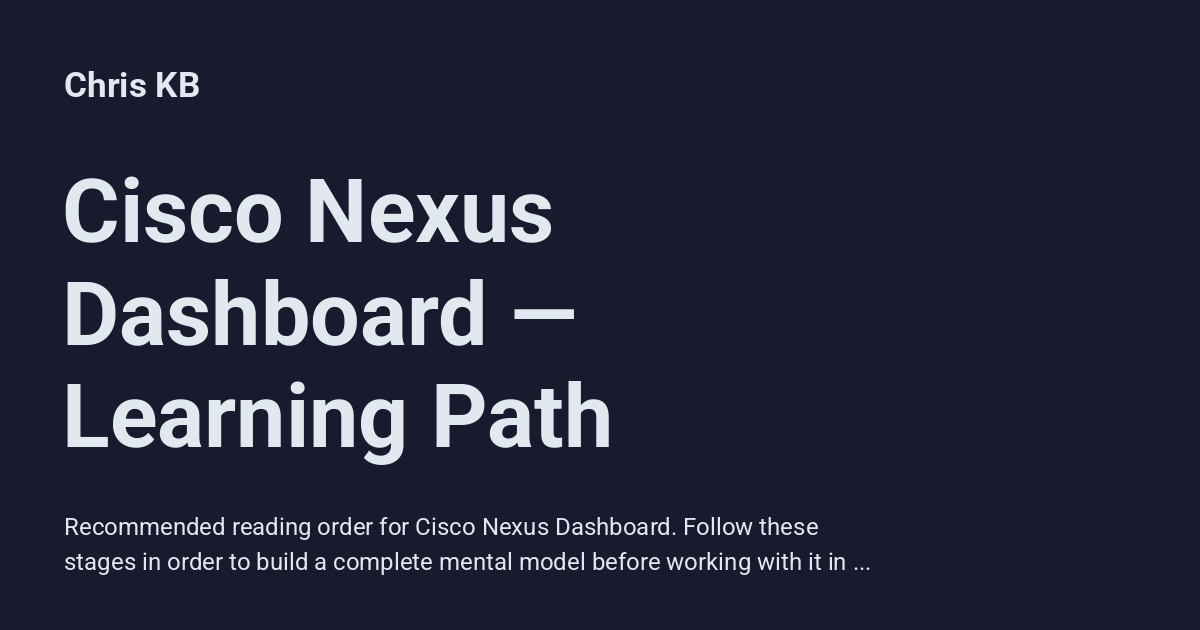 Chris KB
Cisco Nexus
Dashboard —
Learning Path
Recommended reading order for Cisco Nexus Dashboard. Follow these
stages in order to build a complete mental model before working with it in ...